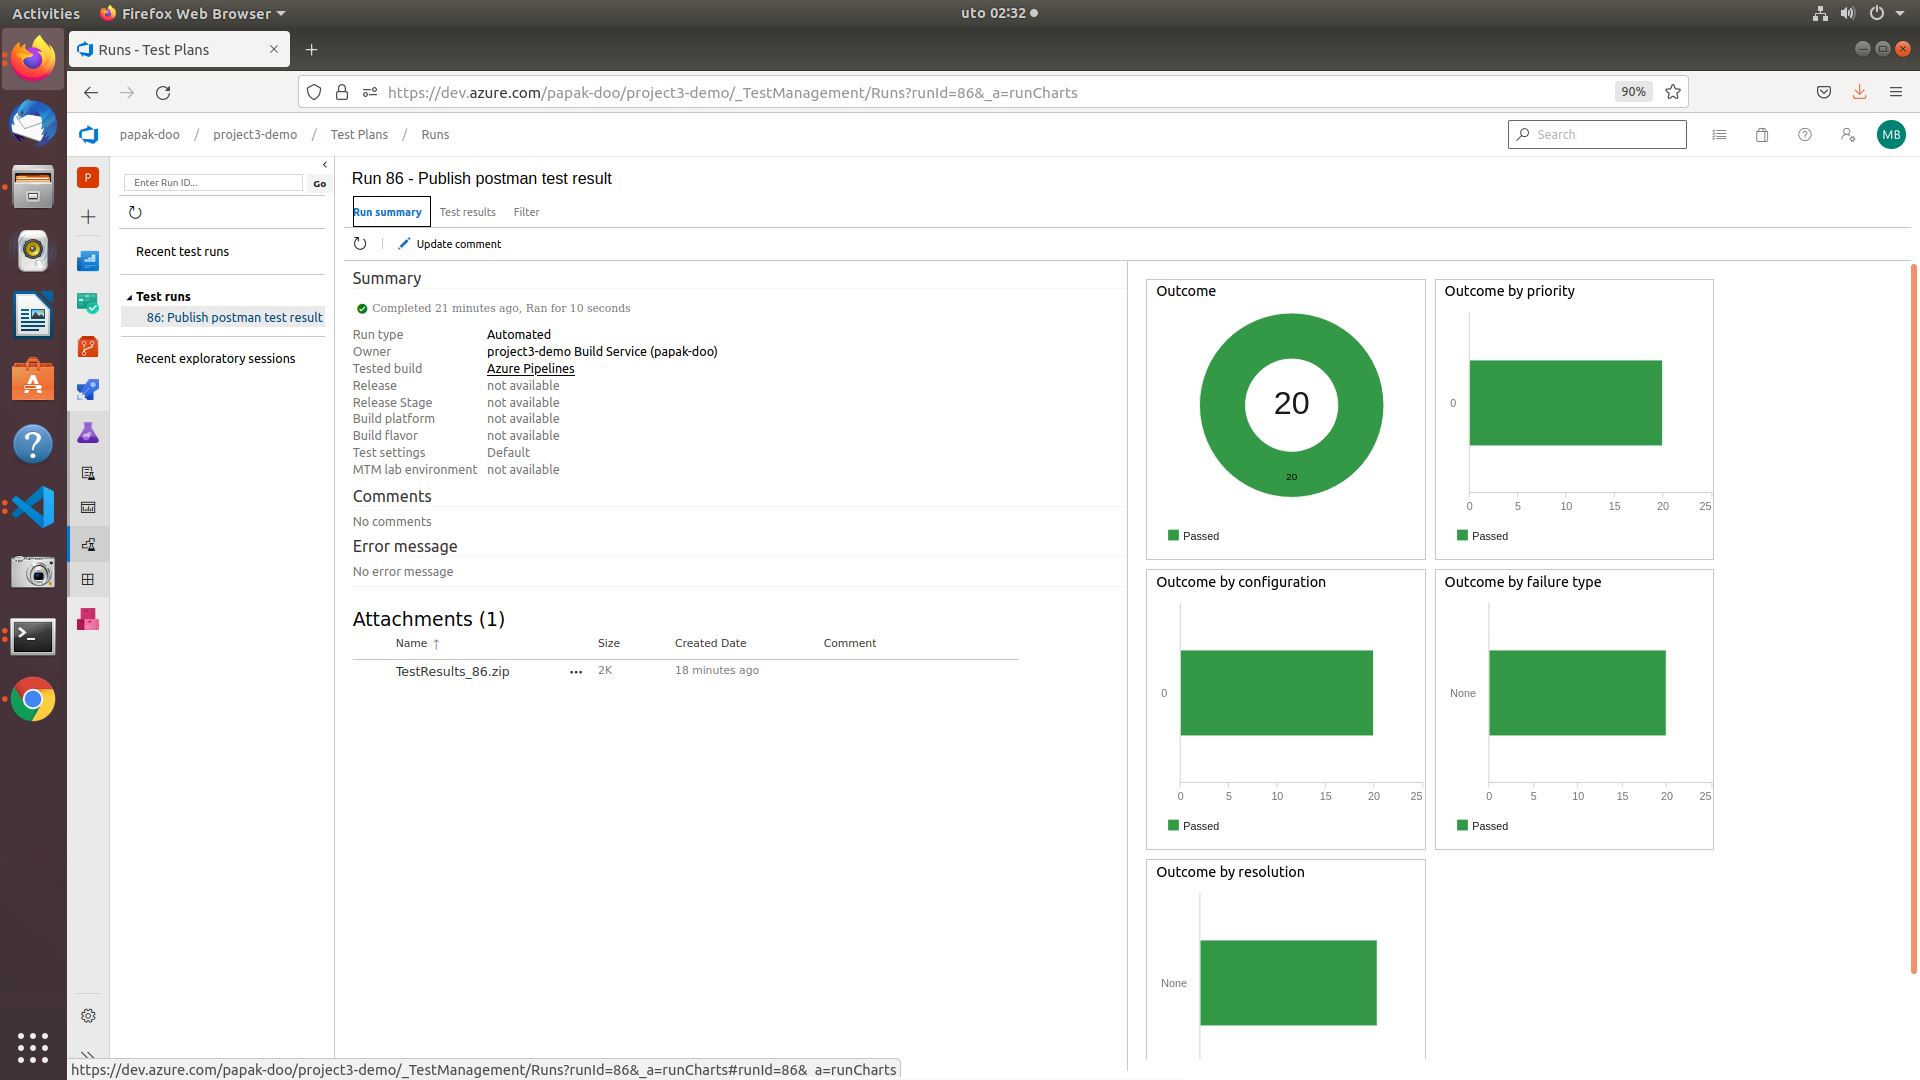 Activities
Firefox Web Browser
uto 02:32
Runs - Test Plans
https://dev.azure.com/papak-doo/project3-demo/_TestManagement/Runs?runId=86&_a=runCharts
90%
papak-doo / project3-demo / Test Plans / Runs
Search
MB
P
Enter Run ID...
Go
Recent test runs
Test runs
86: Publish postman test result
Recent exploratory sessions
Run 86 - Publish postman test result
Run summary
Test results
Filter
Update comment
Summary
Completed 21 minutes ago, Ran for 10 seconds
Run type Automated
Owner project3-demo Build Service (papak-doo)
Tested build Azure Pipelines
Release not available
Release Stage not available
Build platform not available
Build flavor not available
Test settings Default
MTM lab environment not available
Comments
No comments
Error message
No error message
Attachments (1)
Name ↑ Size Created Date Comment
TestResults_86.zip ... 2K 18 minutes ago
Outcome
20
20
Passed
Outcome by priority
0
0 5 10 15 20 25
Passed
Outcome by configuration
0
0 5 10 15 20 25
Passed
Outcome by failure type
None
0 5 10 15 20 25
Passed
Outcome by resolution
None
https://dev.azure.com/papak-doo/project3-demo/_TestManagement/Runs?runId=86&_a=runCharts#runId=86&_a=runCharts